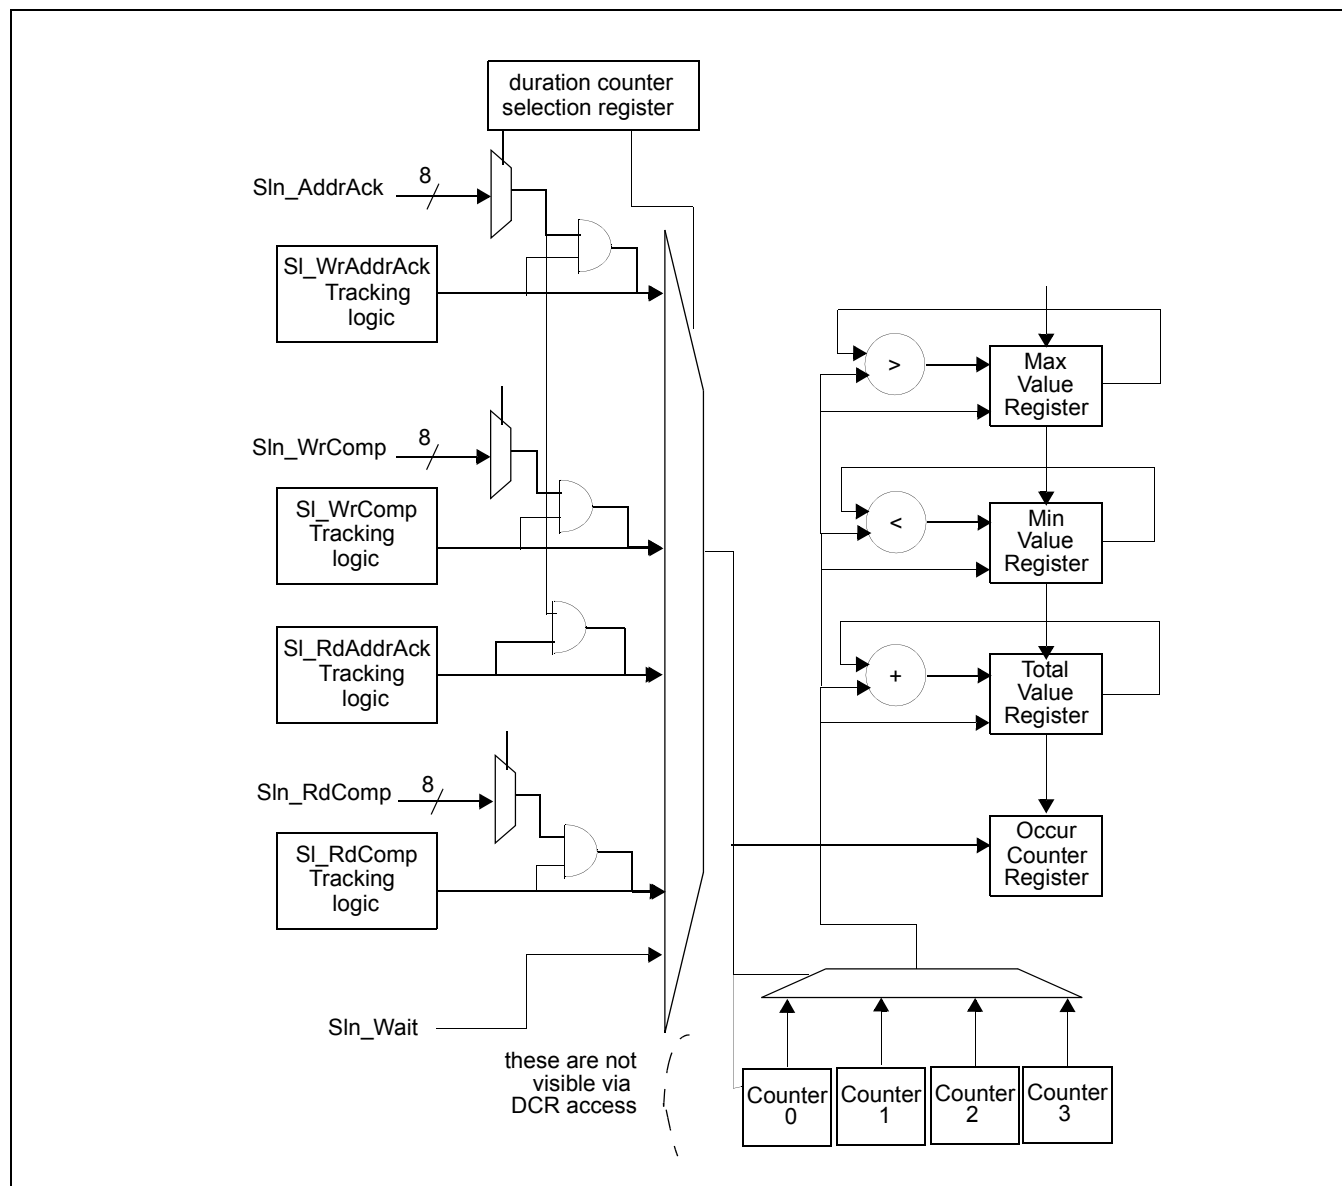 duration counter
selection register
Sln_AddrAck
8
Sl_WrAddrAck
Tracking
logic
Sln_WrComp
8
Sl_WrComp
Tracking
logic
Sl_RdAddrAck
Tracking
logic
Sln_RdComp
8
Sl_RdComp
Tracking
logic
Sln_Wait
these are not
visible via
DCR access
>
Max
Value
Register
<
Min
Value
Register
+
Total
Value
Register
Occur
Counter
Register
Counter
0
Counter
1
Counter
2
Counter
3